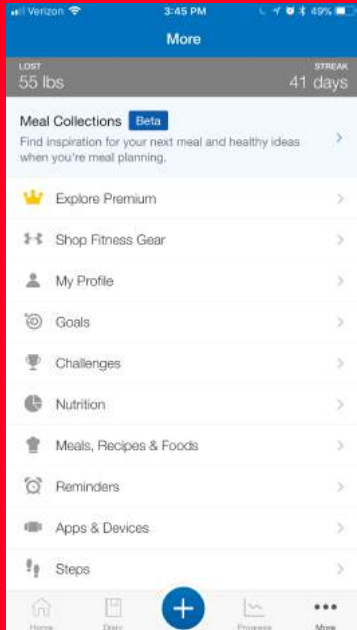 Verizon 3:45 PM 49%
More
LOST STREAK
55 lbs 41 days
Meal Collections Beta
Find inspiration for your next meal and healthy ideas
when you're meal planning.
Explore Premium
Shop Fitness Gear
My Profile
Goals
Challenges
Nutrition
Meals, Recipes & Foods
Reminders
Apps & Devices
Steps
Home Diary Progress More